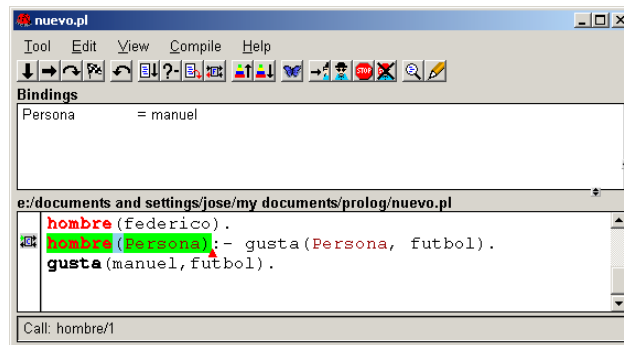 nuevo.pl
Tool Edit View Compile Help
?- STOP
Bindings
Persona = manuel
e:/documents and settings/jose/my documents/prolog/nuevo.pl
hombre(federico).
hombre(Persona):- gusta(Persona, futbol).
gusta(manuel,futbol).
Call: hombre/1